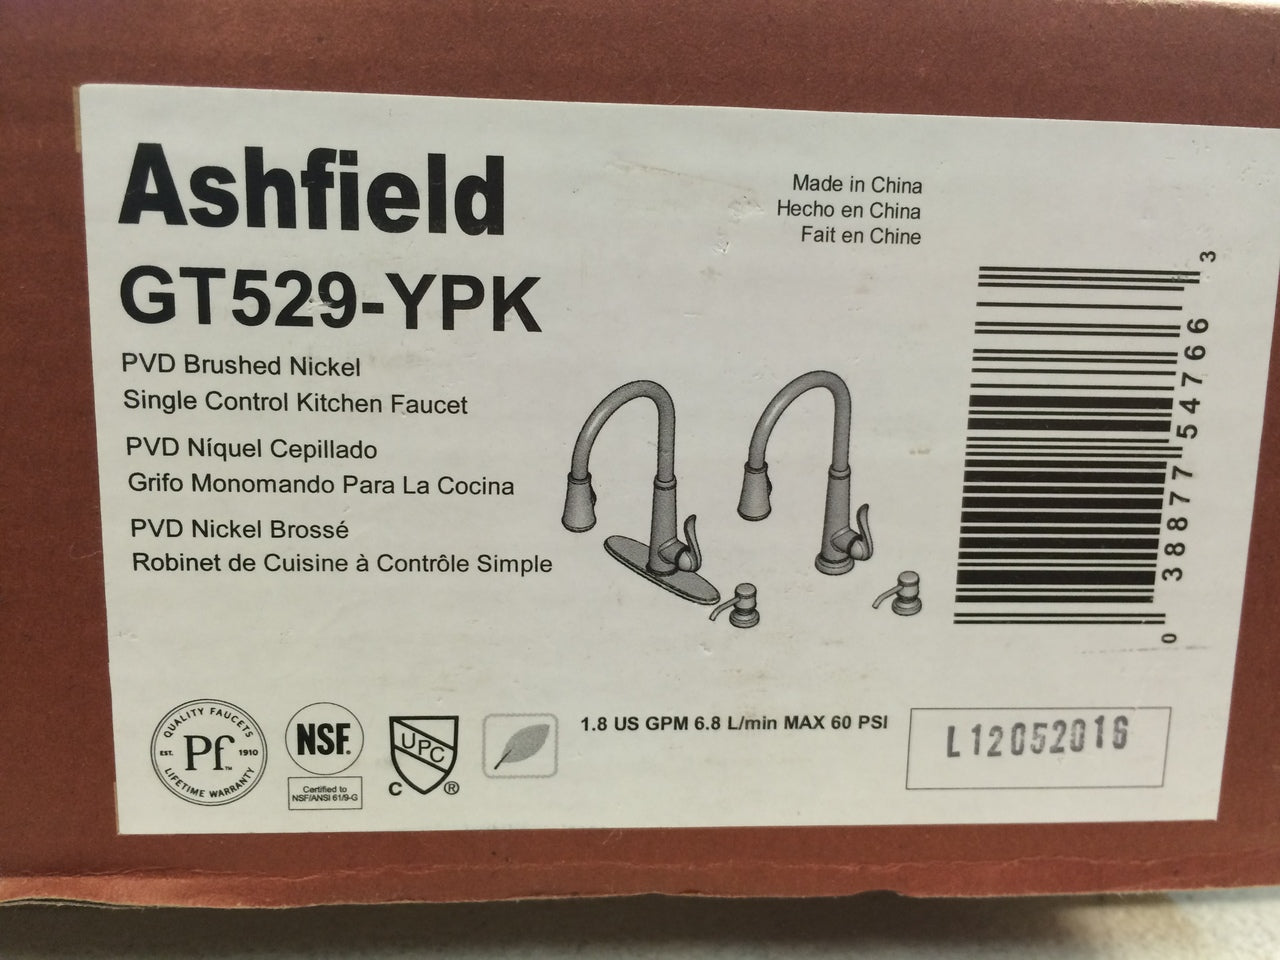 Ashfield
GT529-YPK
PVD Brushed Nickel
Single Control Kitchen Faucet
PVD Níquel Cepillado
Grifo Monomando Para La Cocina
PVD Nickel Brossé
Robinet de Cuisine à Contrôle Simple
Made in China
Hecho en China
Fait en Chine
0 38877 54766 3
QUALITY FAUCETS
EST. Pf™ 1910
LIFETIME WARRANTY
NSF®
Certified to
NSF/ANSI 61/9-G
UPC
C ®
1.8 US GPM 6.8 L/min MAX 60 PSI
L12052016